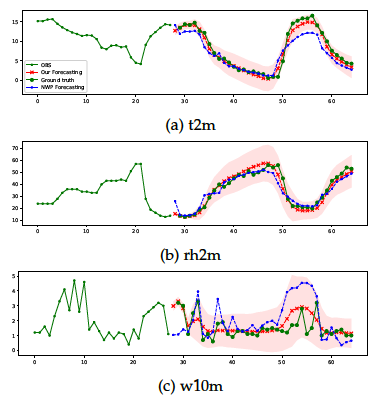 15
10
5
OBS
Our Forecasting
Ground truth
NWP Forecasting
0 10 20 30 40 50 60
(a) t2m
70
60
50
40
30
20
10
0 10 20 30 40 50 60
(b) rh2m
5
4
3
2
1
0
0 10 20 30 40 50 60
(c) w10m